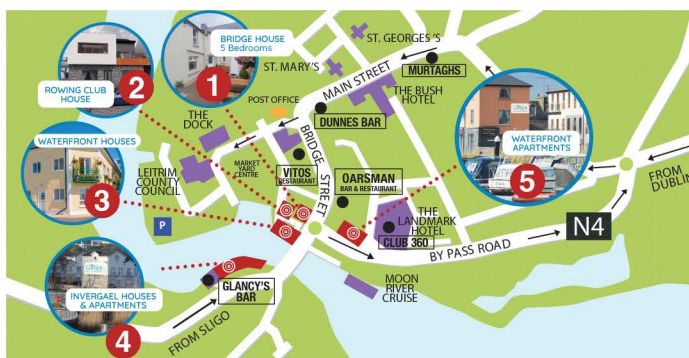 BRIDGE HOUSE
5 Bedrooms
1
2
ROWING CLUB
HOUSE
WATERFRONT HOUSES
3
INVERGAEL HOUSES
& APARTMENTS
4
WATERFRONT
APARTMENTS
5
ST. GEORGES'S
ST. MARY'S
MAIN STREET
MURTAGHS
THE BUSH
HOTEL
POST OFFICE
DUNNES BAR
THE
DOCK
MARKET
YARD
CENTRE
BRIDGE STREET
VITOS
RESTAURANT
OARSMAN
BAR & RESTAURANT
LEITRIM
COUNTY
COUNCIL
P
THE
LANDMARK
HOTEL
CLUB 360
BY PASS ROAD
N4
FROM
DUBLIN
MOON
RIVER
CRUISE
GLANCY'S
BAR
FROM SLIGO